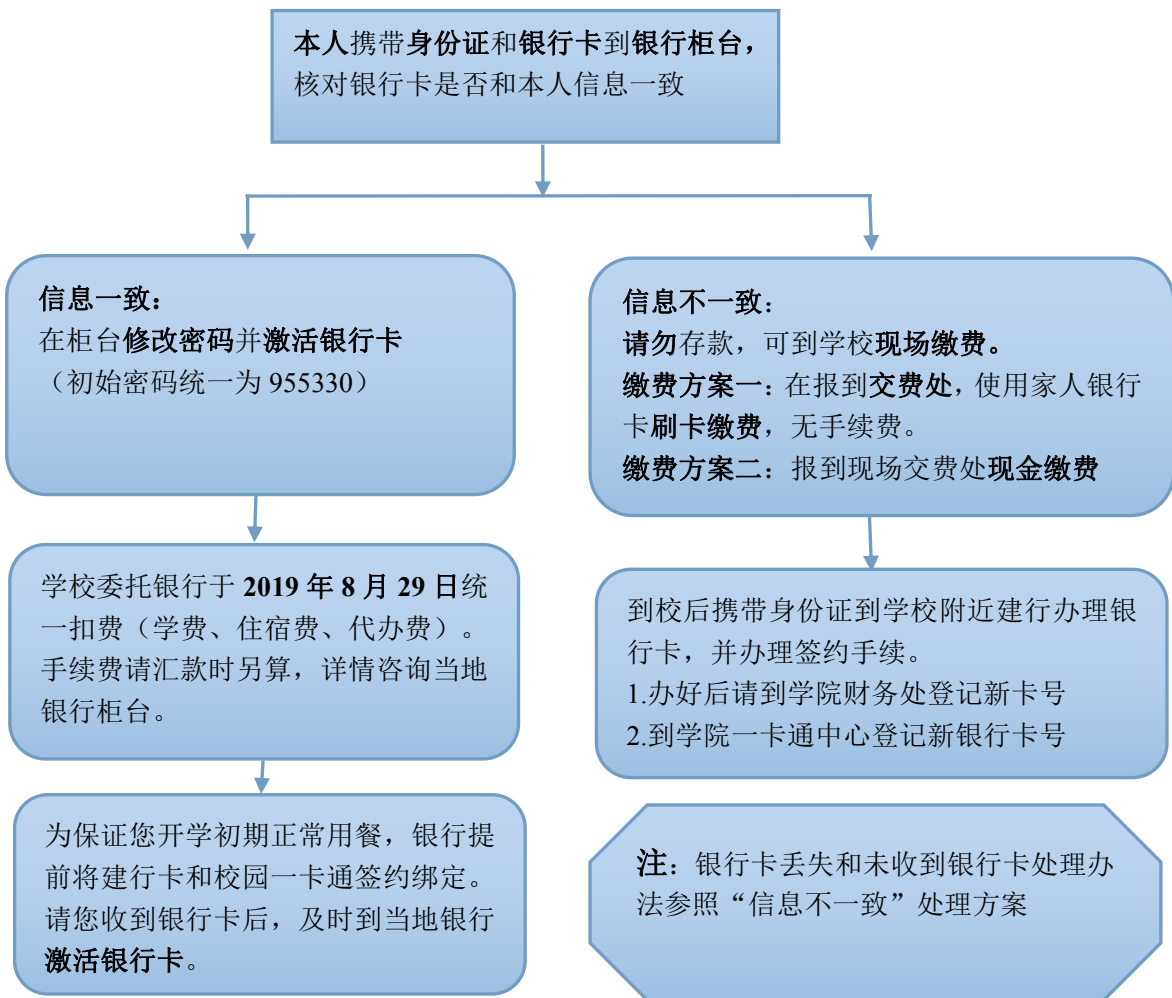 本人携带身份证和银行卡到银行柜台，
核对银行卡是否和本人信息一致
信息一致：
在柜台修改密码并激活银行卡
（初始密码统一为 955330）
学校委托银行于 2019 年 8 月 29 日统
一扣费（学费、住宿费、代办费）。
手续费请汇款时另算，详情咨询当地
银行柜台。
为保证您开学初期正常用餐，银行提
前将建行卡和校园一卡通签约绑定。
请您收到银行卡后，及时到当地银行
激活银行卡。
信息不一致：
请勿存款，可到学校现场缴费。
缴费方案一：在报到交费处，使用家人银行
卡刷卡缴费，无手续费。
缴费方案二：报到现场交费处现金缴费
到校后携带身份证到学校附近建行办理银
行卡，并办理签约手续。
1.办好后请到学院财务处登记新卡号
2.到学院一卡通中心登记新银行卡号
注：银行卡丢失和未收到银行卡处理办
法参照“信息不一致”处理方案